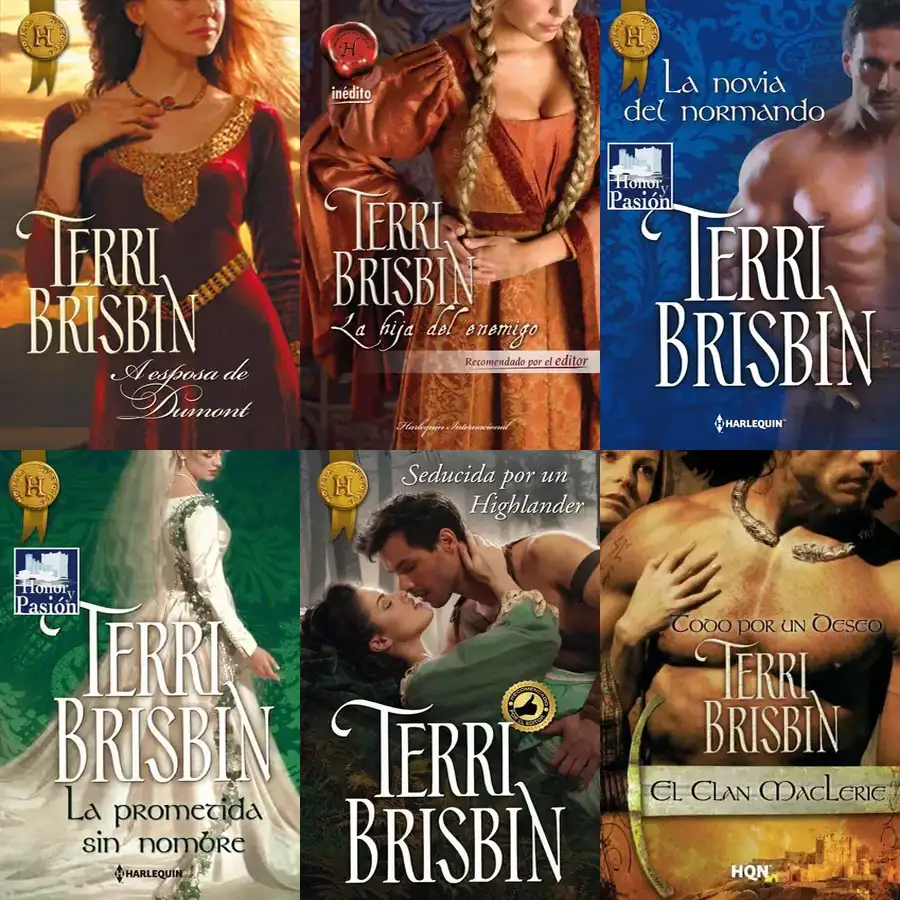 H
TERRI
BRISBIN
A esposa de
Dumont
H
inédito
TERRI
BRISBIN
La hija del enemigo
Recomendado por el editor
Harlequin Internacional
H
La novia
del normando
Honor y
Pasión
TERRI
BRISBIN
HARLEQUIN™
H
Honor y
Pasión
TERRI
BRISBIN
La prometida
sin nombre
HARLEQUIN
H
Seducida por un
Highlander
TERRI
BRISBIN
Todo por un Deseo
TERRI
BRISBIN
El Clan MacLerie
HQN